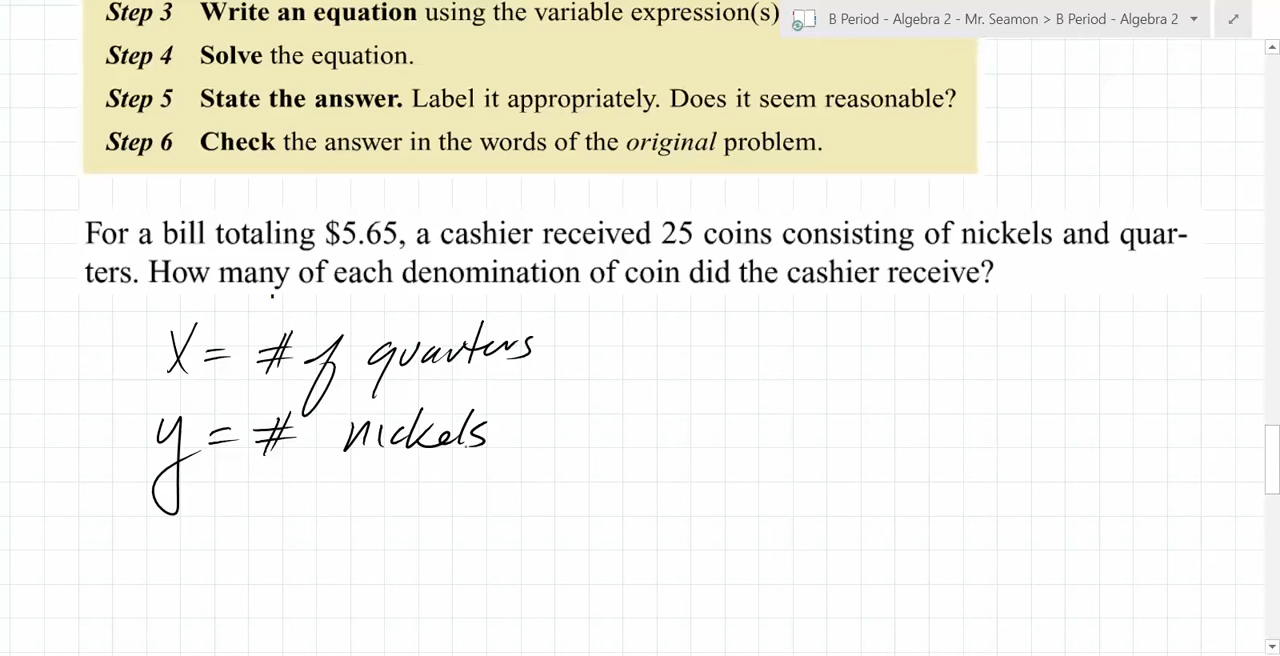 Step 3 Write an equation using the variable expression(s)
B Period - Algebra 2 - Mr. Seamon > B Period - Algebra 2
Step 4 Solve the equation.
Step 5 State the answer. Label it appropriately. Does it seem reasonable?
Step 6 Check the answer in the words of the original problem.
For a bill totaling $5.65, a cashier received 25 coins consisting of nickels and quar-
ters. How many of each denomination of coin did the cashier receive?
x = # of quarters
y = # nickels